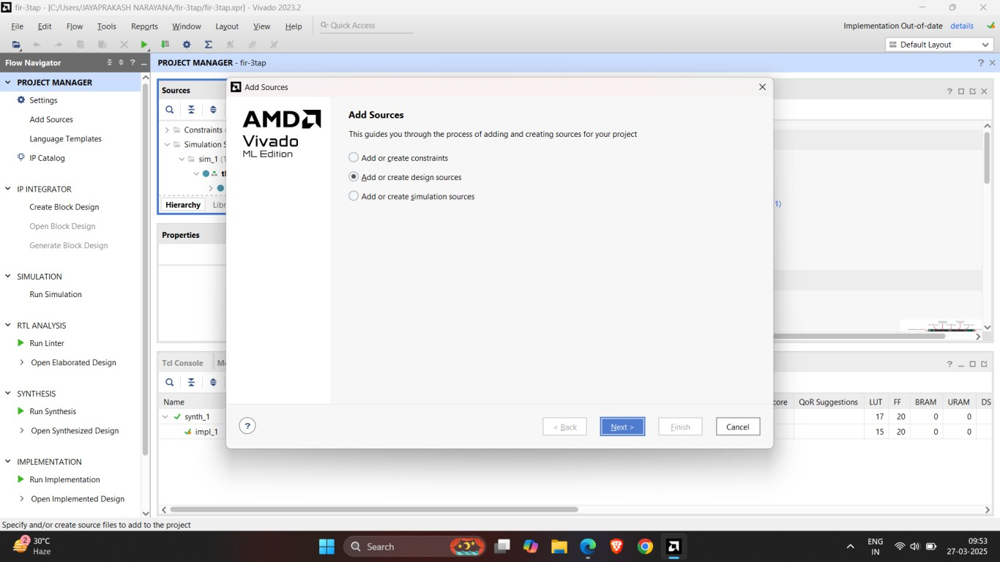 fir-3tap - [C:/Users/JAYAPRAKASH NARAYANA/fir-3tap/fir-3tap.xpr] - Vivado 2023.2
File Edit Flow Tools Reports Window Layout View Help Quick Access
Implementation Out-of-date details
Default Layout
Flow Navigator
PROJECT MANAGER
Settings
Add Sources
Language Templates
IP Catalog
IP INTEGRATOR
Create Block Design
Open Block Design
Generate Block Design
SIMULATION
Run Simulation
RTL ANALYSIS
Run Linter
Open Elaborated Design
SYNTHESIS
Run Synthesis
Open Synthesized Design
IMPLEMENTATION
Run Implementation
Open Implemented Design
PROJECT MANAGER - fir-3tap
Sources
Constraints
Simulation S
sim_1 (1
Hierarchy Libr
Properties
Add Sources
AMD
Vivado
ML Edition
Add Sources
This guides you through the process of adding and creating sources for your project
Add or create constraints
Add or create design sources
Add or create simulation sources
? < Back Next > Finish Cancel
1)
Tcl Console
Name core QoR Suggestions LUT FF BRAM URAM DS
synth_1 17 20 0 0
impl_1 15 20 0 0
Specify and/or create source files to add to the project
2
30°C
Haze
Search
ENG
IN
09:53
27-03-2025